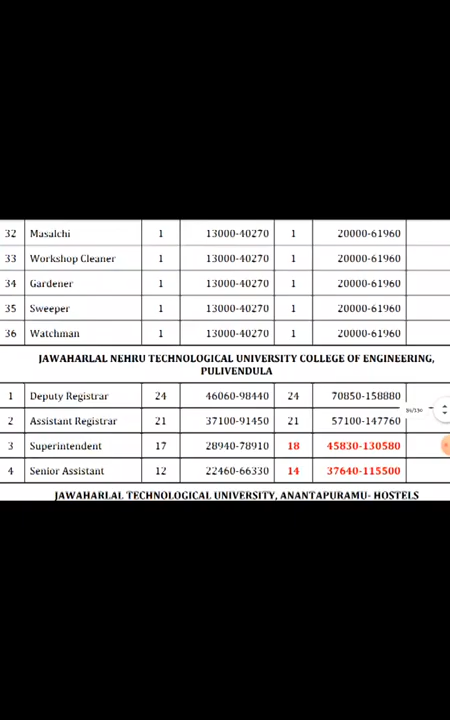 32 Masalchi 1 13000-40270 1 20000-61960
33 Workshop Cleaner 1 13000-40270 1 20000-61960
34 Gardener 1 13000-40270 1 20000-61960
35 Sweeper 1 13000-40270 1 20000-61960
36 Watchman 1 13000-40270 1 20000-61960
JAWAHARLAL NEHRU TECHNOLOGICAL UNIVERSITY COLLEGE OF ENGINEERING,
PULIVENDULA
1 Deputy Registrar 24 46060-98440 24 70850-158880
2 Assistant Registrar 21 37100-91450 21 57100-147760
3 Superintendent 17 28940-78910 18 45830-130580
4 Senior Assistant 12 22460-66330 14 37640-115500
JAWAHARLAL TECHNOLOGICAL UNIVERSITY, ANANTAPURAMU- HOSTELS